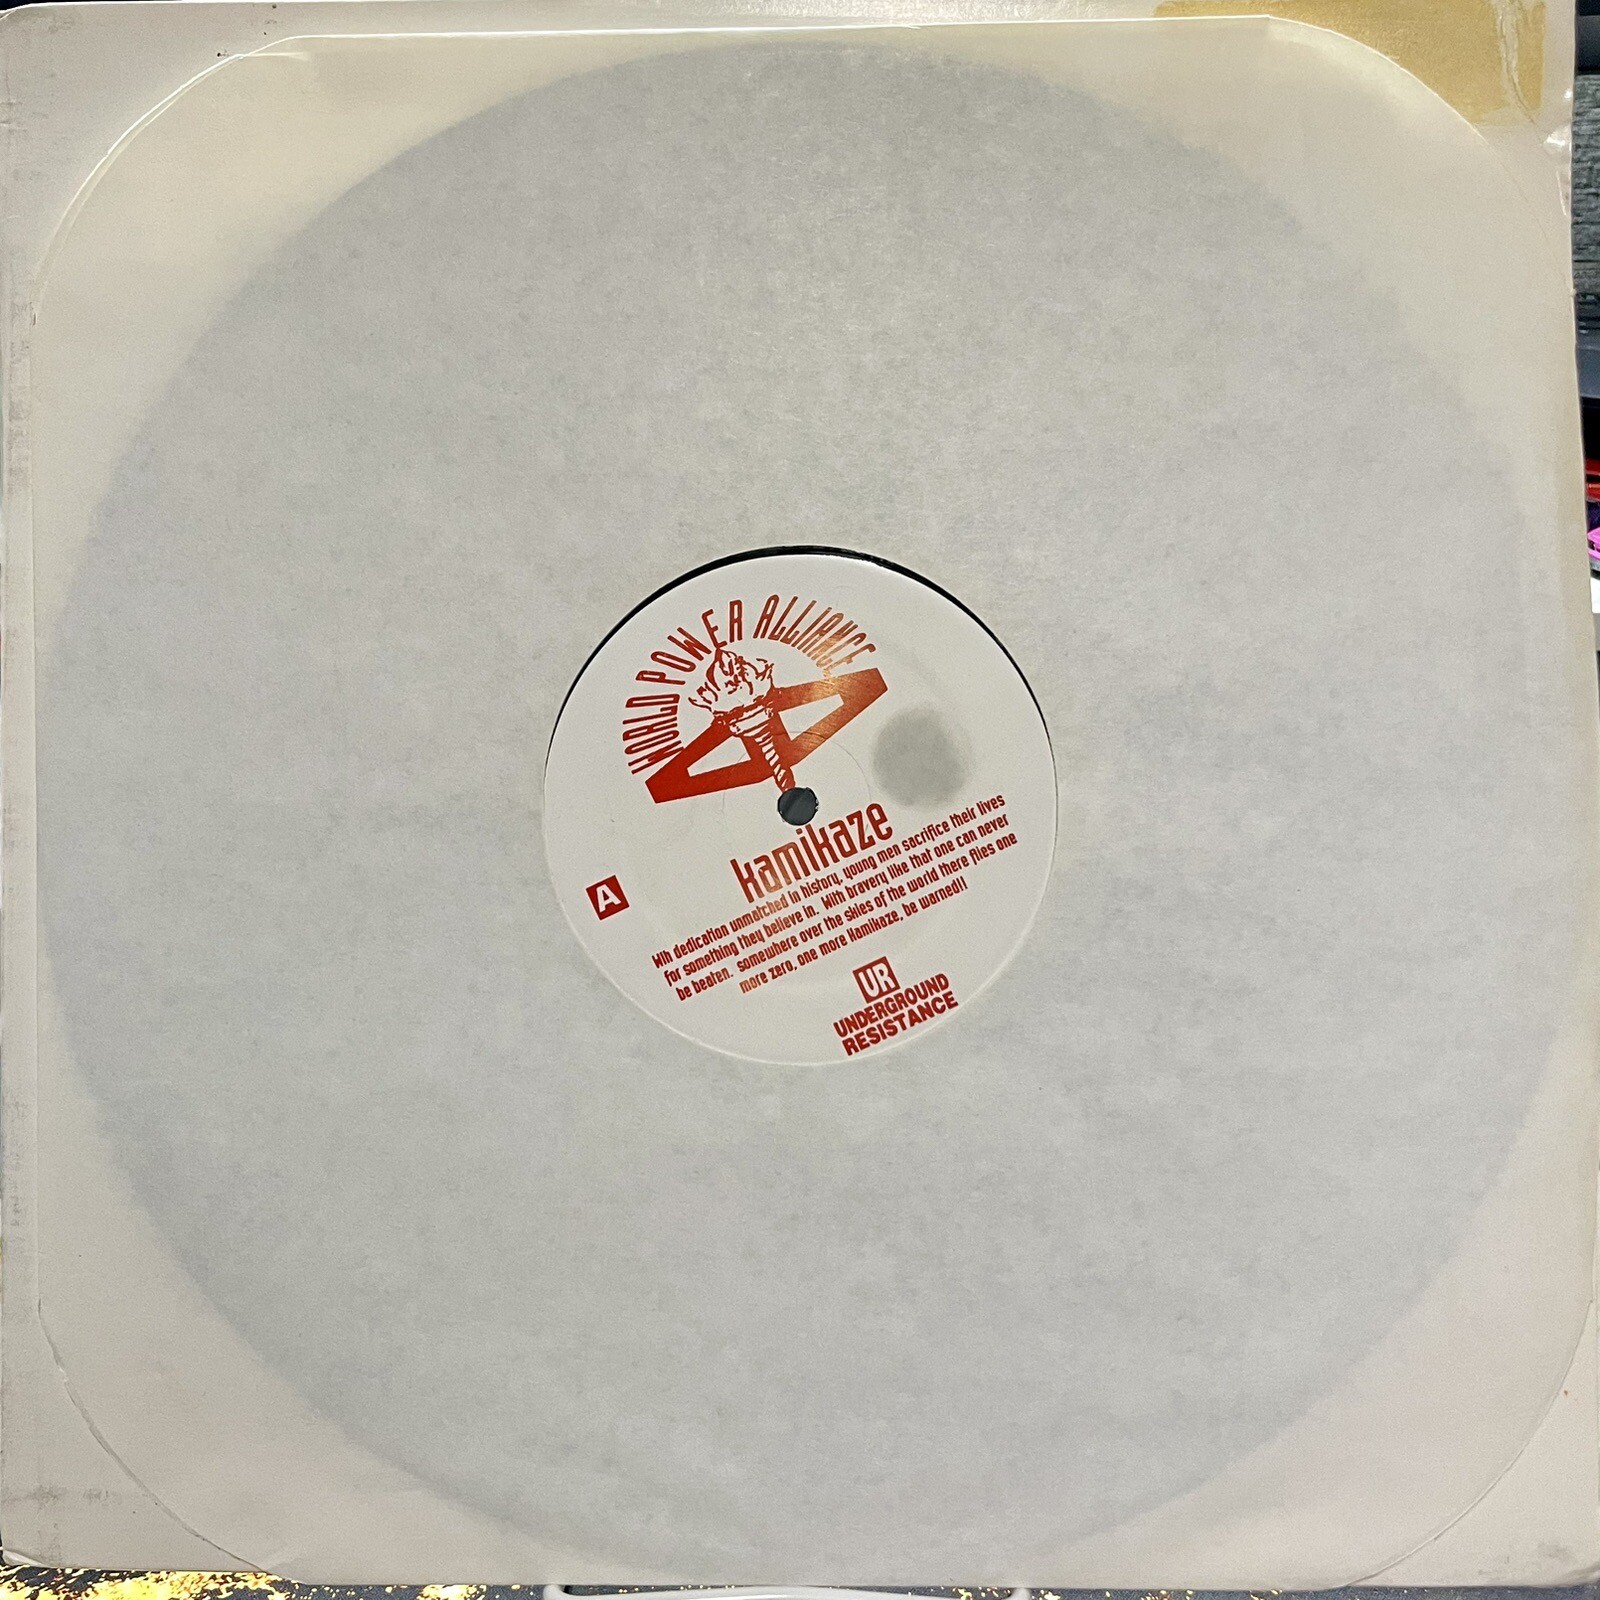 WORLD POWER ALLIANCE
kamikaze
A
Wih dedication unmatched in history, young men sacrifice their lives
for something they believe in. With bravery like that one can never
be beaten. somewhere over the skies of the world there flies one
more zero, one more Kamikaze, be warned!!
UR
UNDERGROUND
RESISTANCE